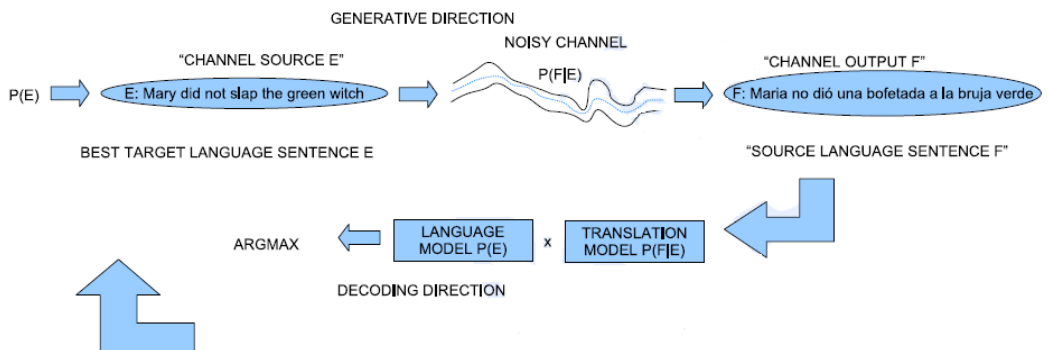 GENERATIVE DIRECTION
"CHANNEL SOURCE E"
NOISY CHANNEL
"CHANNEL OUTPUT F"
P(E)
E: Mary did not slap the green witch
P(F|E)
F: Maria no dió una bofetada a la bruja verde
BEST TARGET LANGUAGE SENTENCE E
"SOURCE LANGUAGE SENTENCE F"
ARGMAX
LANGUAGE
MODEL P(E)
x
TRANSLATION
MODEL P(F|E)
DECODING DIRECTION